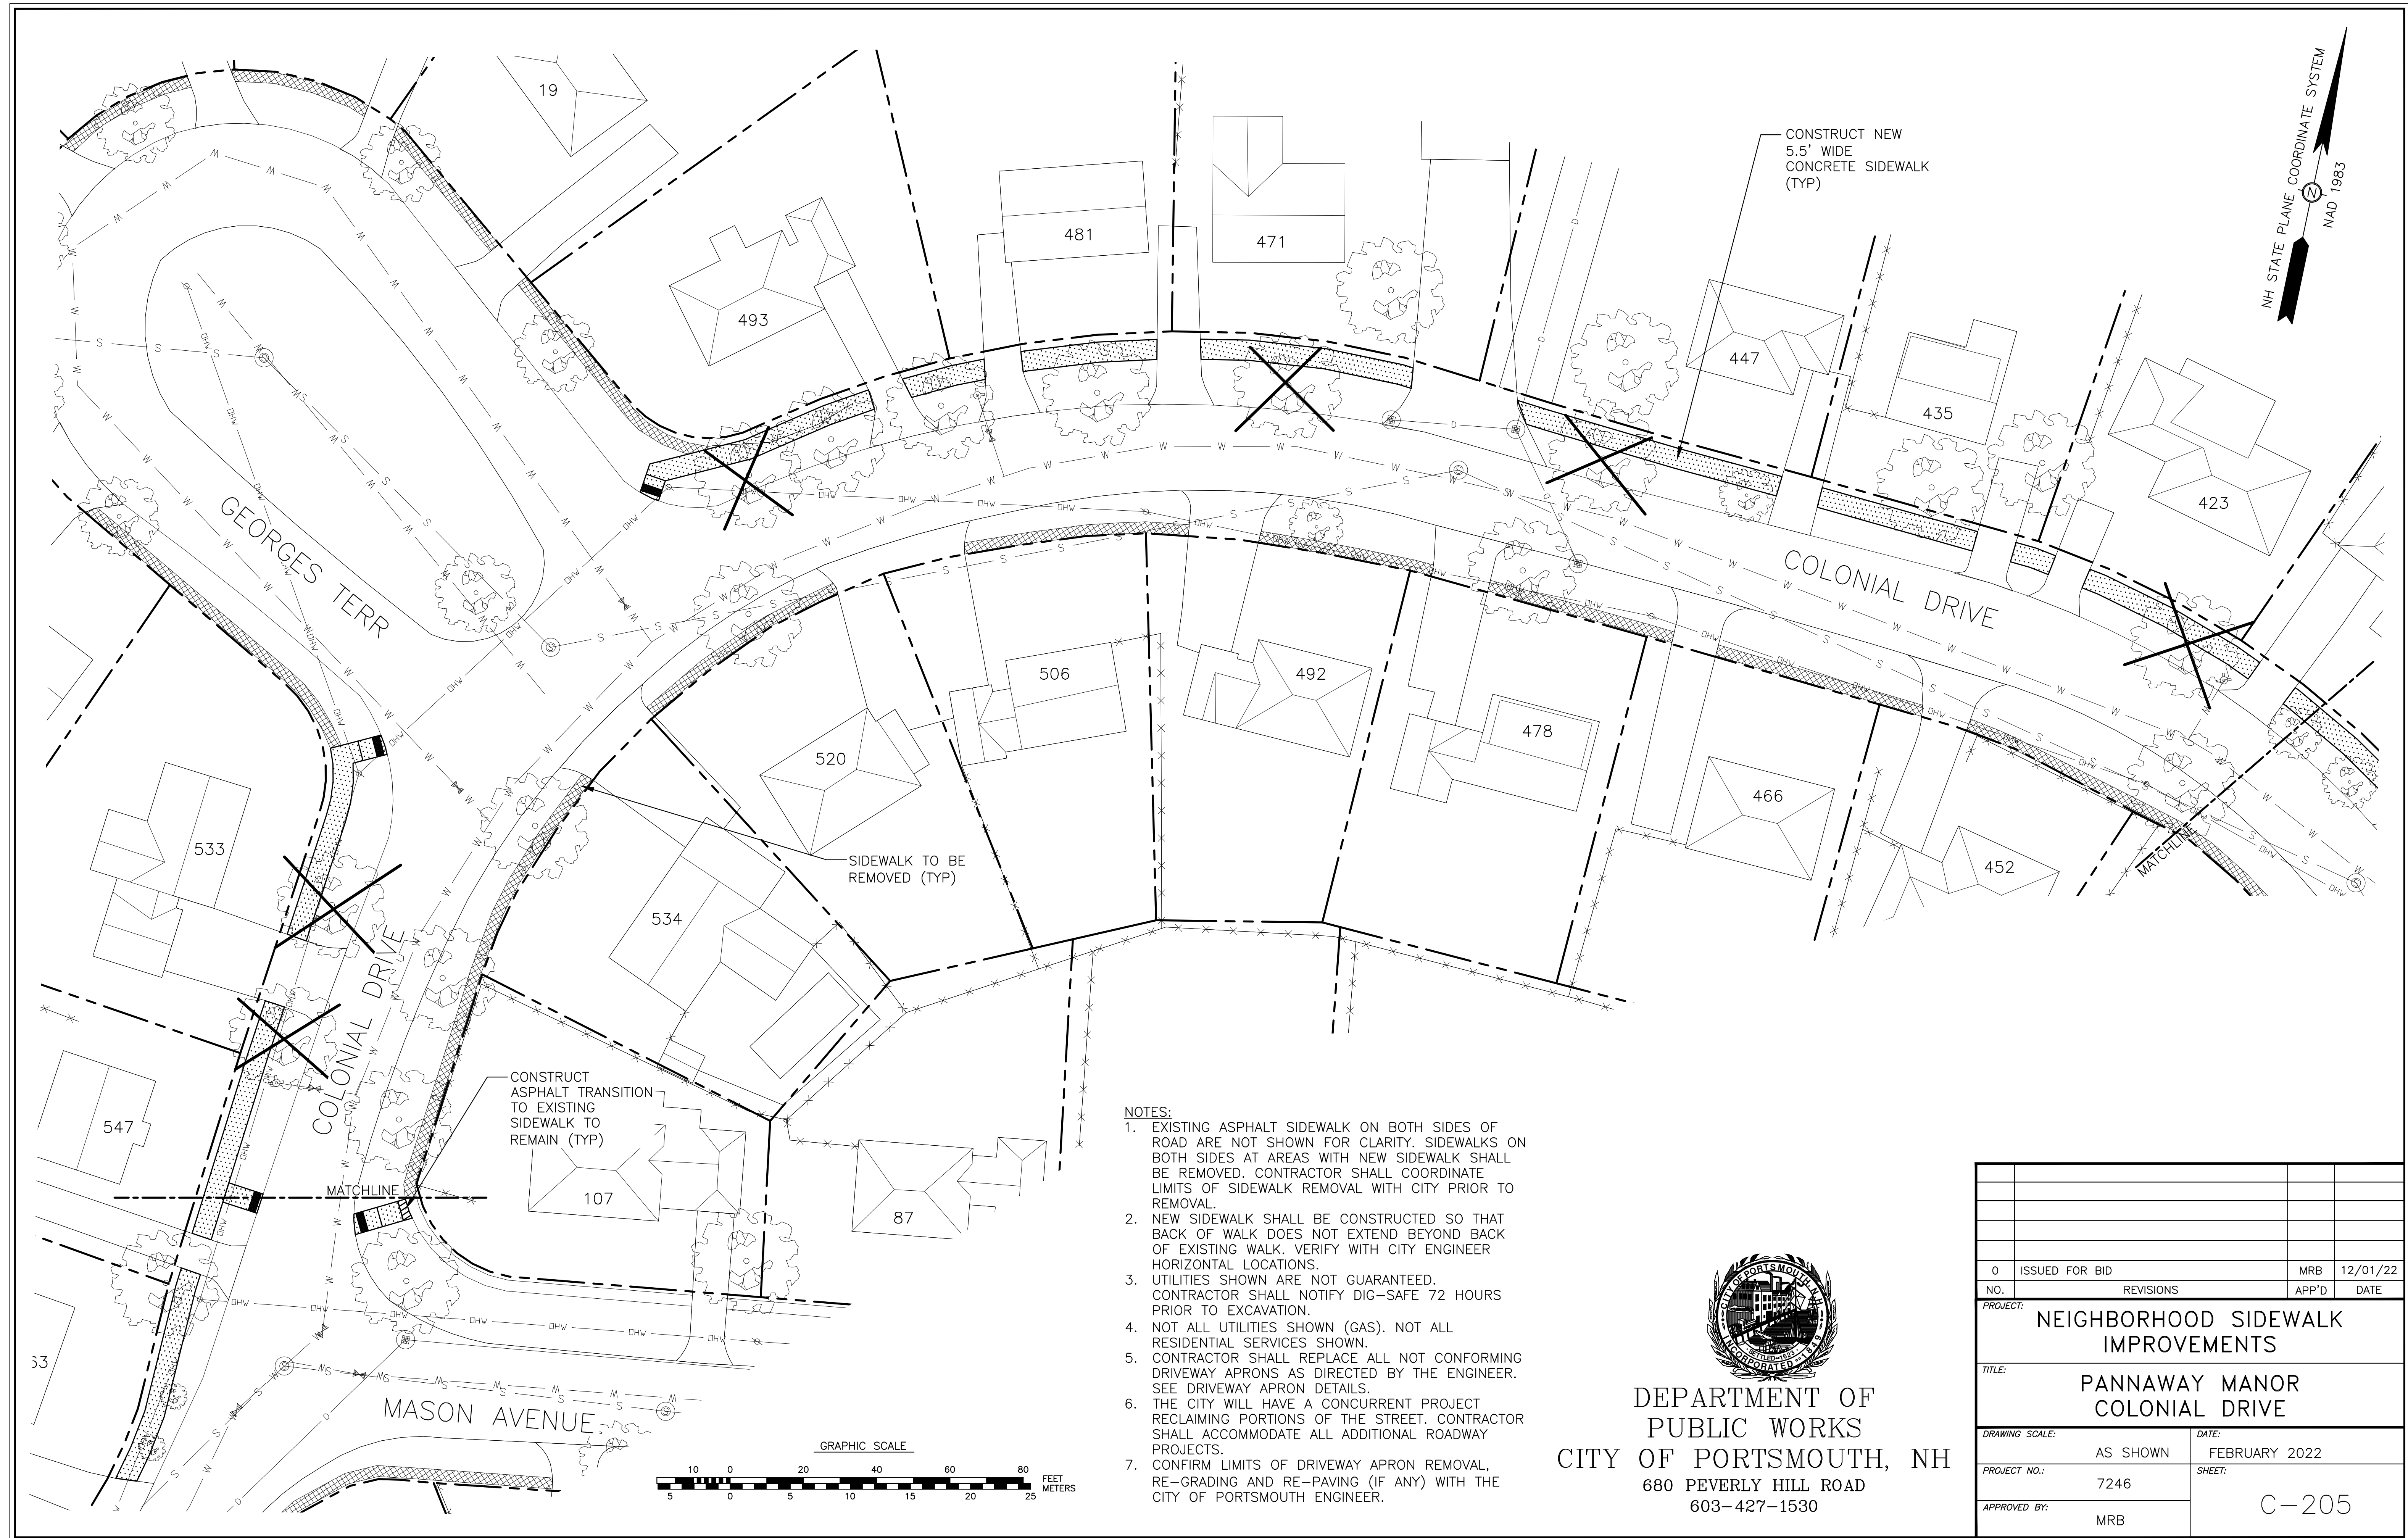 NH STATE PLANE COORDINATE SYSTEM
N
NAD 1983
CONSTRUCT NEW
5.5' WIDE
CONCRETE SIDEWALK
(TYP)
19
493
481
471
447
435
423
GEORGES TERR
COLONIAL DRIVE
520
506
492
478
466
452
MATCHLINE
533
534
547
SIDEWALK TO BE
REMOVED (TYP)
COLONIAL DRIVE
CONSTRUCT
ASPHALT TRANSITION
TO EXISTING
SIDEWALK TO
REMAIN (TYP)
MATCHLINE
107
87
63
MASON AVENUE
GRAPHIC SCALE
10 0 20 40 60 80
FEET
METERS
5 0 5 10 15 20 25
NOTES:
1. EXISTING ASPHALT SIDEWALK ON BOTH SIDES OF
ROAD ARE NOT SHOWN FOR CLARITY. SIDEWALKS ON
BOTH SIDES AT AREAS WITH NEW SIDEWALK SHALL
BE REMOVED. CONTRACTOR SHALL COORDINATE
LIMITS OF SIDEWALK REMOVAL WITH CITY PRIOR TO
REMOVAL.
2. NEW SIDEWALK SHALL BE CONSTRUCTED SO THAT
BACK OF WALK DOES NOT EXTEND BEYOND BACK
OF EXISTING WALK. VERIFY WITH CITY ENGINEER
HORIZONTAL LOCATIONS.
3. UTILITIES SHOWN ARE NOT GUARANTEED.
CONTRACTOR SHALL NOTIFY DIG-SAFE 72 HOURS
PRIOR TO EXCAVATION.
4. NOT ALL UTILITIES SHOWN (GAS). NOT ALL
RESIDENTIAL SERVICES SHOWN.
5. CONTRACTOR SHALL REPLACE ALL NOT CONFORMING
DRIVEWAY APRONS AS DIRECTED BY THE ENGINEER.
SEE DRIVEWAY APRON DETAILS.
6. THE CITY WILL HAVE A CONCURRENT PROJECT
RECLAIMING PORTIONS OF THE STREET. CONTRACTOR
SHALL ACCOMMODATE ALL ADDITIONAL ROADWAY
PROJECTS.
7. CONFIRM LIMITS OF DRIVEWAY APRON REMOVAL,
RE-GRADING AND RE-PAVING (IF ANY) WITH THE
CITY OF PORTSMOUTH ENGINEER.
CITY OF PORTSMOUTH, N.H.
SETTLED-1623
INCORPORATED-1849
DEPARTMENT OF
PUBLIC WORKS
CITY OF PORTSMOUTH, NH
680 PEVERLY HILL ROAD
603-427-1530
0 ISSUED FOR BID MRB 12/01/22
NO. REVISIONS APP'D DATE
PROJECT:
NEIGHBORHOOD SIDEWALK
IMPROVEMENTS
TITLE:
PANNAWAY MANOR
COLONIAL DRIVE
DRAWING SCALE:
AS SHOWN
DATE:
FEBRUARY 2022
PROJECT NO.:
7246
SHEET:
C-205
APPROVED BY:
MRB